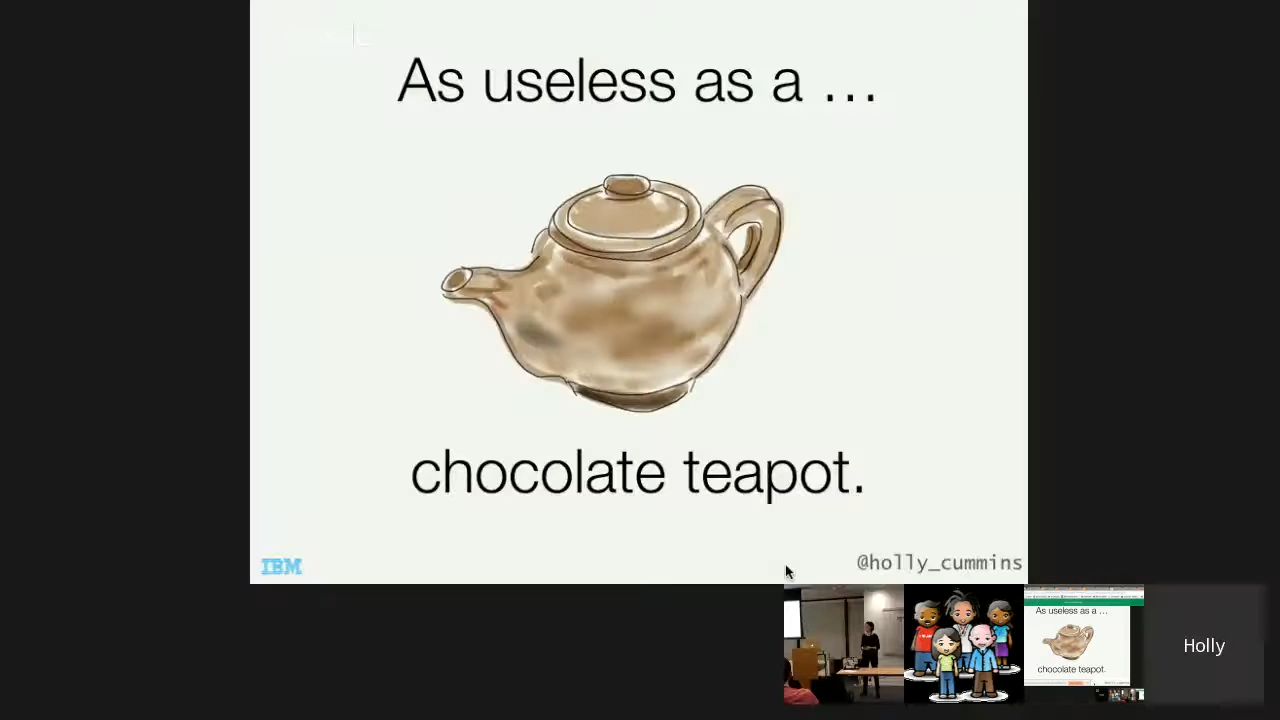 As useless as a ...
chocolate teapot.
IBM
@holly_cummins
As useless as a ...
chocolate teapot.
Holly